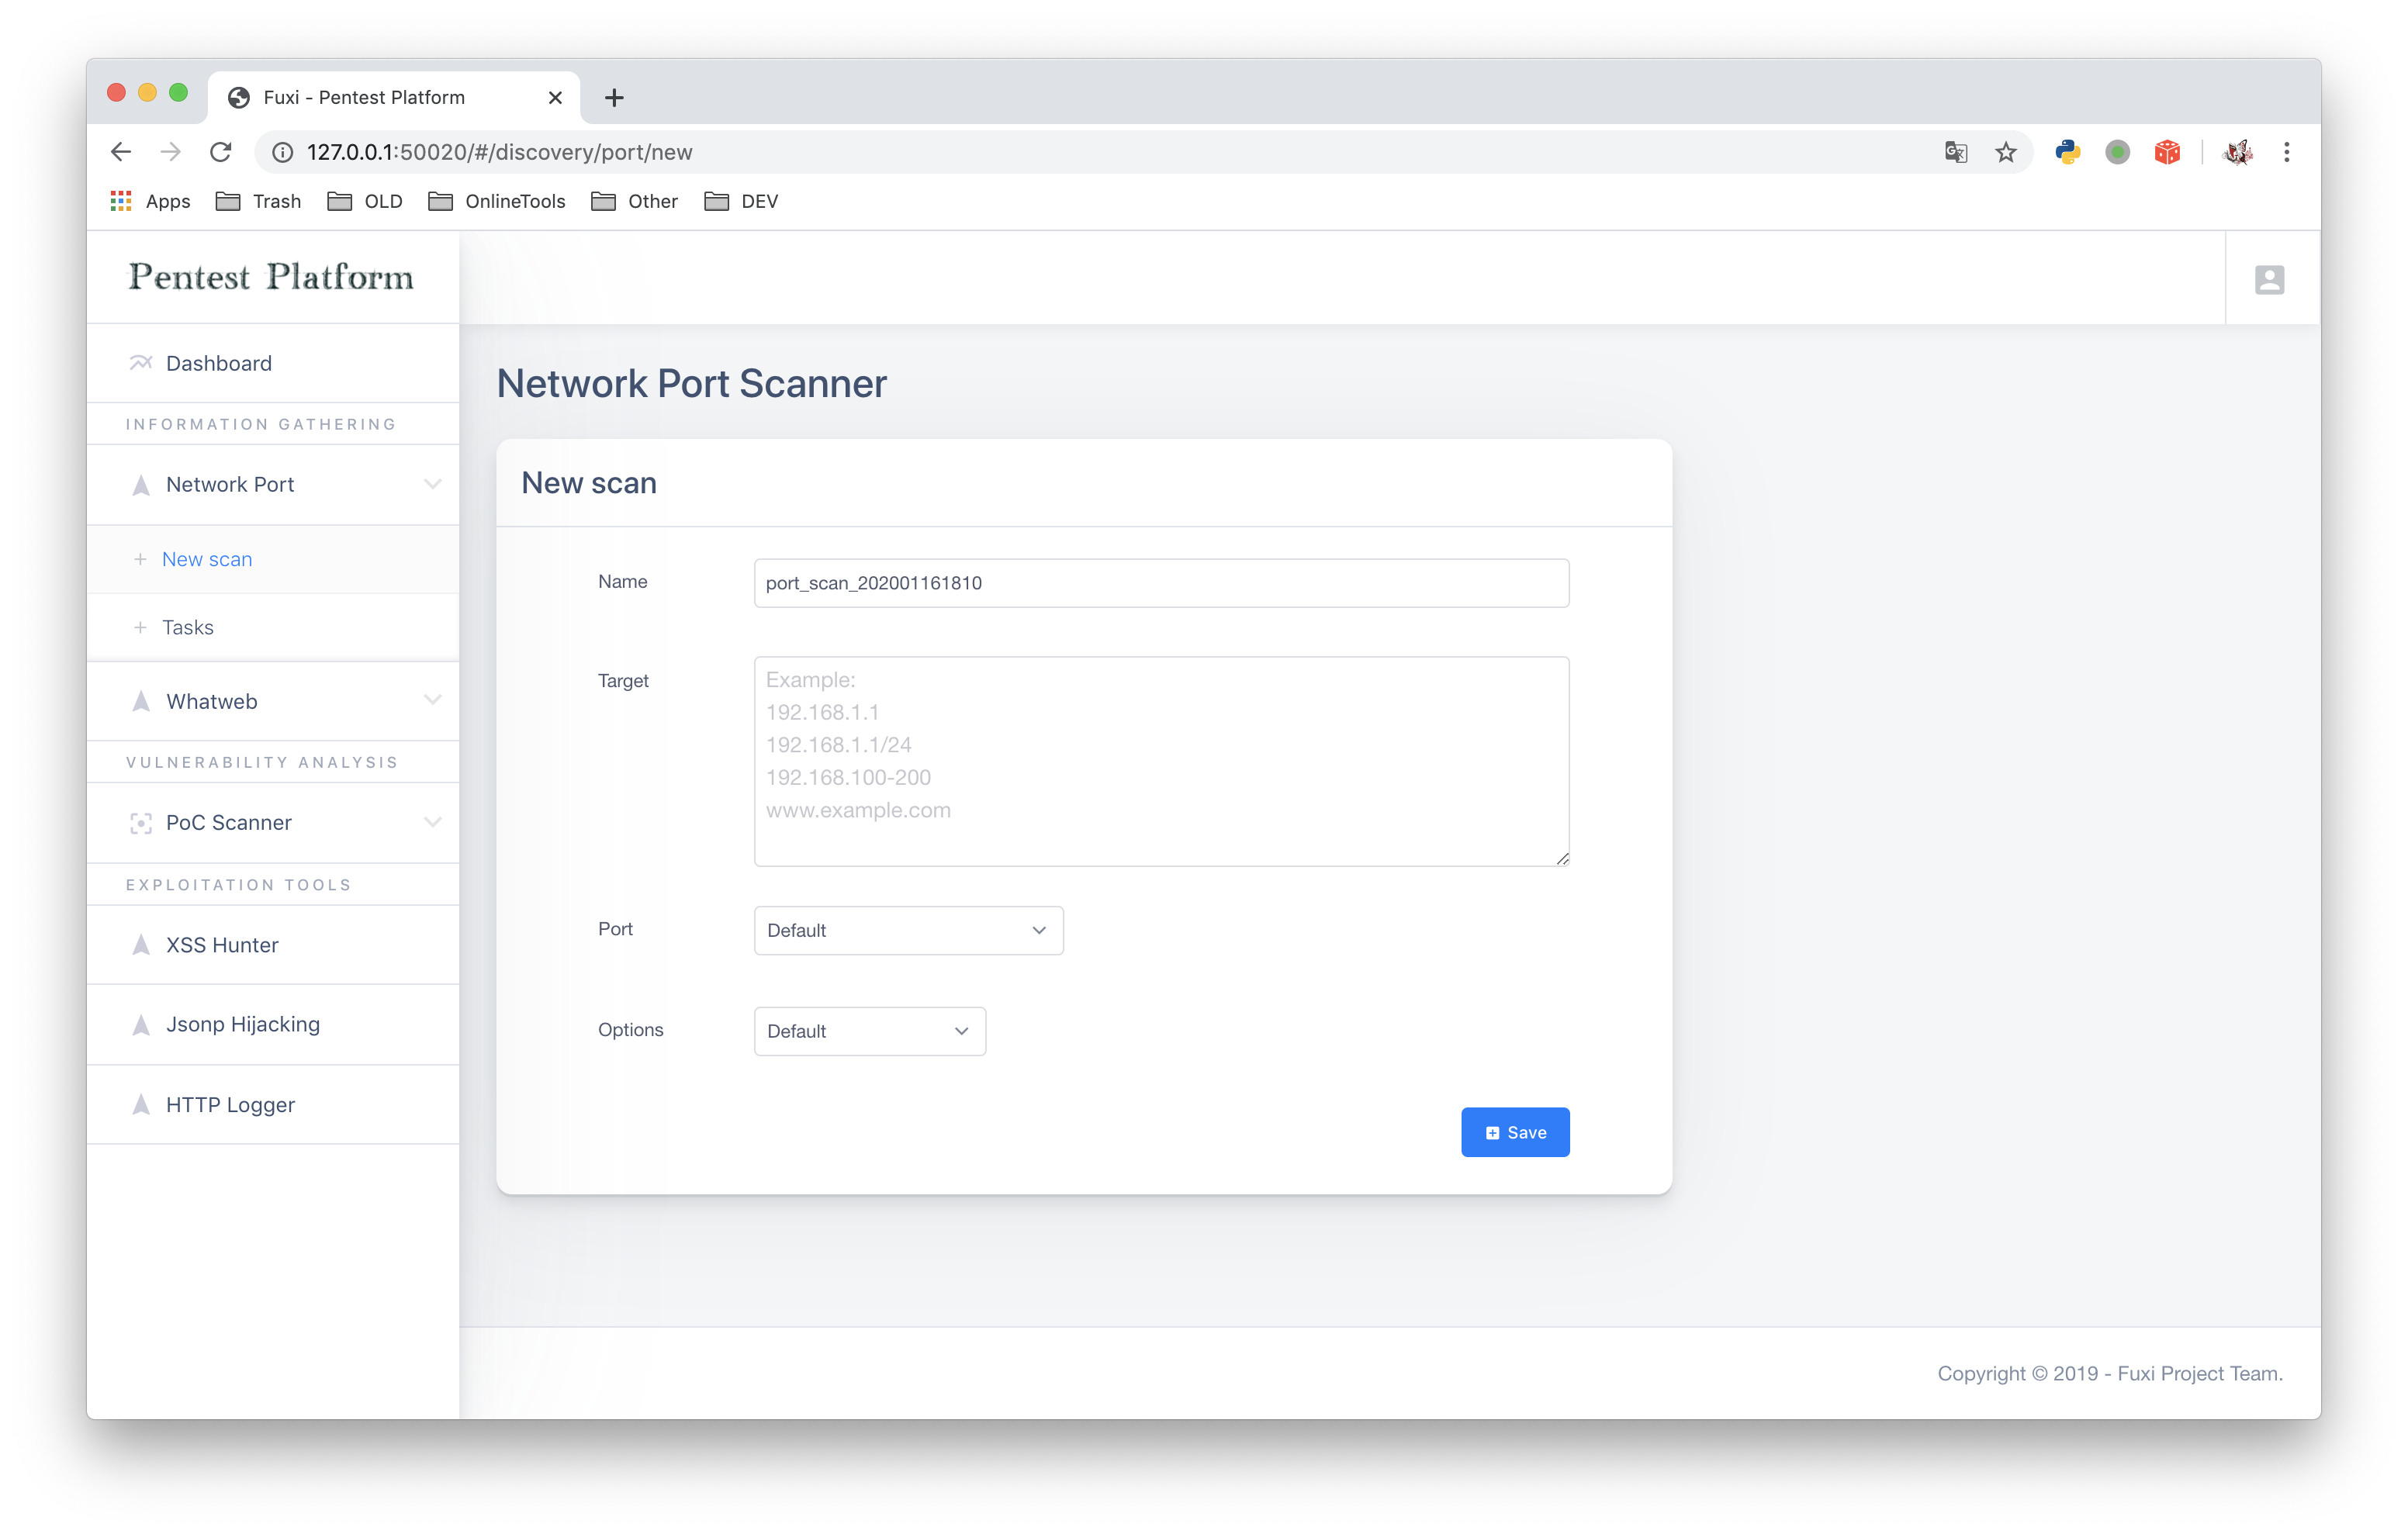 Fuxi - Pentest Platform
127.0.0.1:50020/#/discovery/port/new
Apps Trash OLD OnlineTools Other DEV
Pentest Platform
Dashboard
INFORMATION GATHERING
Network Port
+ New scan
+ Tasks
Whatweb
VULNERABILITY ANALYSIS
PoC Scanner
EXPLOITATION TOOLS
XSS Hunter
Jsonp Hijacking
HTTP Logger
Network Port Scanner
New scan
Name port_scan_202001161810
Target
Example:
192.168.1.1
192.168.1.1/24
192.168.100-200
www.example.com
Port Default
Options Default
Save
Copyright © 2019 - Fuxi Project Team.